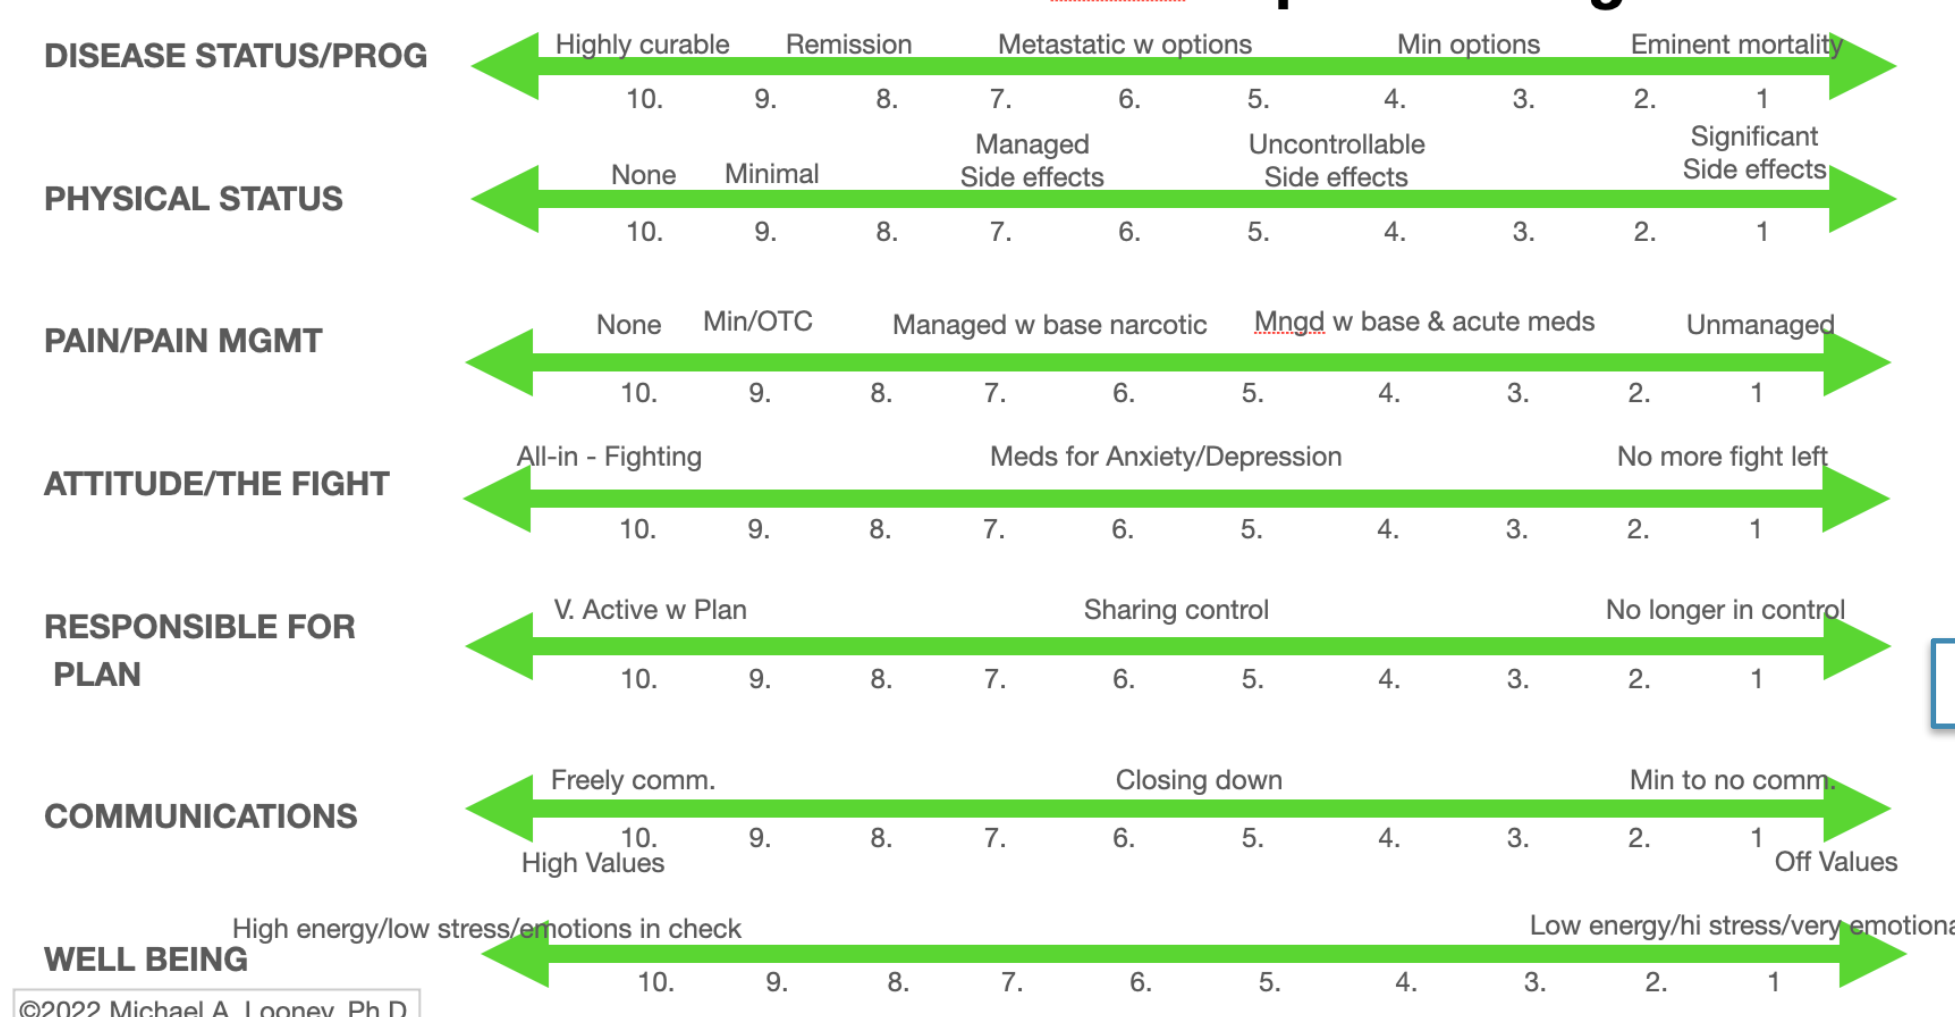 DISEASE STATUS/PROG
Highly curable Remission Metastatic w options Min options Eminent mortality
10. 9. 8. 7. 6. 5. 4. 3. 2. 1
PHYSICAL STATUS
None Minimal Managed Side effects Uncontrollable Side effects Significant Side effects
10. 9. 8. 7. 6. 5. 4. 3. 2. 1
PAIN/PAIN MGMT
None Min/OTC Managed w base narcotic Mngd w base & acute meds Unmanaged
10. 9. 8. 7. 6. 5. 4. 3. 2. 1
ATTITUDE/THE FIGHT
All-in - Fighting Meds for Anxiety/Depression No more fight left
10. 9. 8. 7. 6. 5. 4. 3. 2. 1
RESPONSIBLE FOR
PLAN
V. Active w Plan Sharing control No longer in control
10. 9. 8. 7. 6. 5. 4. 3. 2. 1
COMMUNICATIONS
Freely comm. Closing down Min to no comm.
10. 9. 8. 7. 6. 5. 4. 3. 2. 1
High Values Off Values
WELL BEING
High energy/low stress/emotions in check Low energy/hi stress/very emotiona
10. 9. 8. 7. 6. 5. 4. 3. 2. 1
©2022 Michael A. Looney, Ph.D